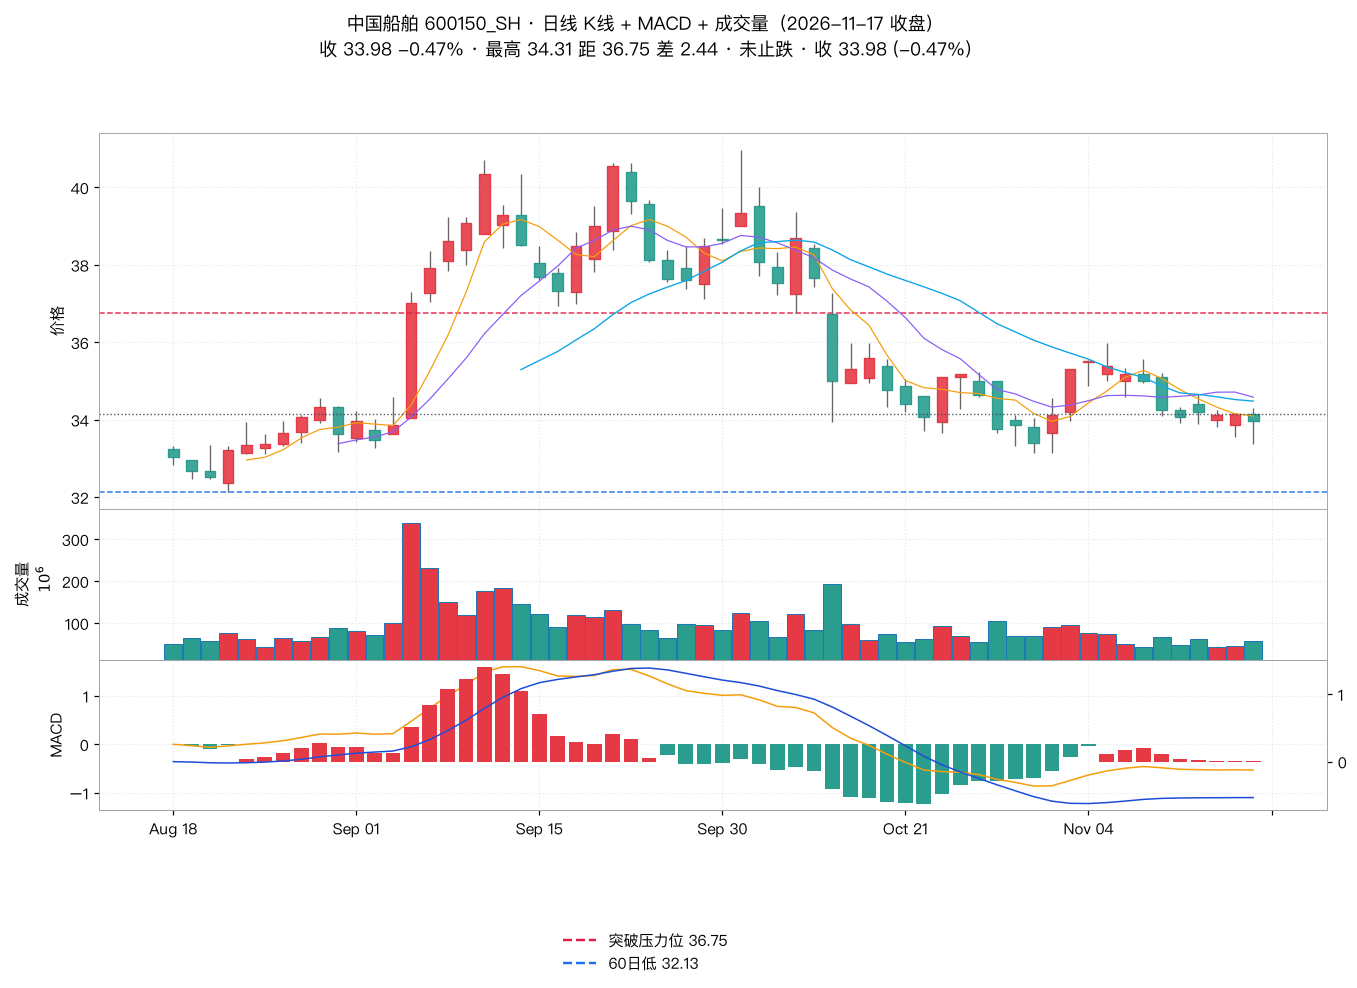 中国船舶 600150_SH · 日线 K线 + MACD + 成交量（2026−11−17 收盘）
收 33.98 −0.47% · 最高 34.31 距 36.75 差 2.44 · 未止跌 · 收 33.98 (−0.47%)
价格
40
38
36
34
32
成交量
10⁶
300
200
100
MACD
1
0
−1
1
0
Aug 18
Sep 01
Sep 15
Sep 30
Oct 21
Nov 04
突破压力位 36.75
60日低 32.13